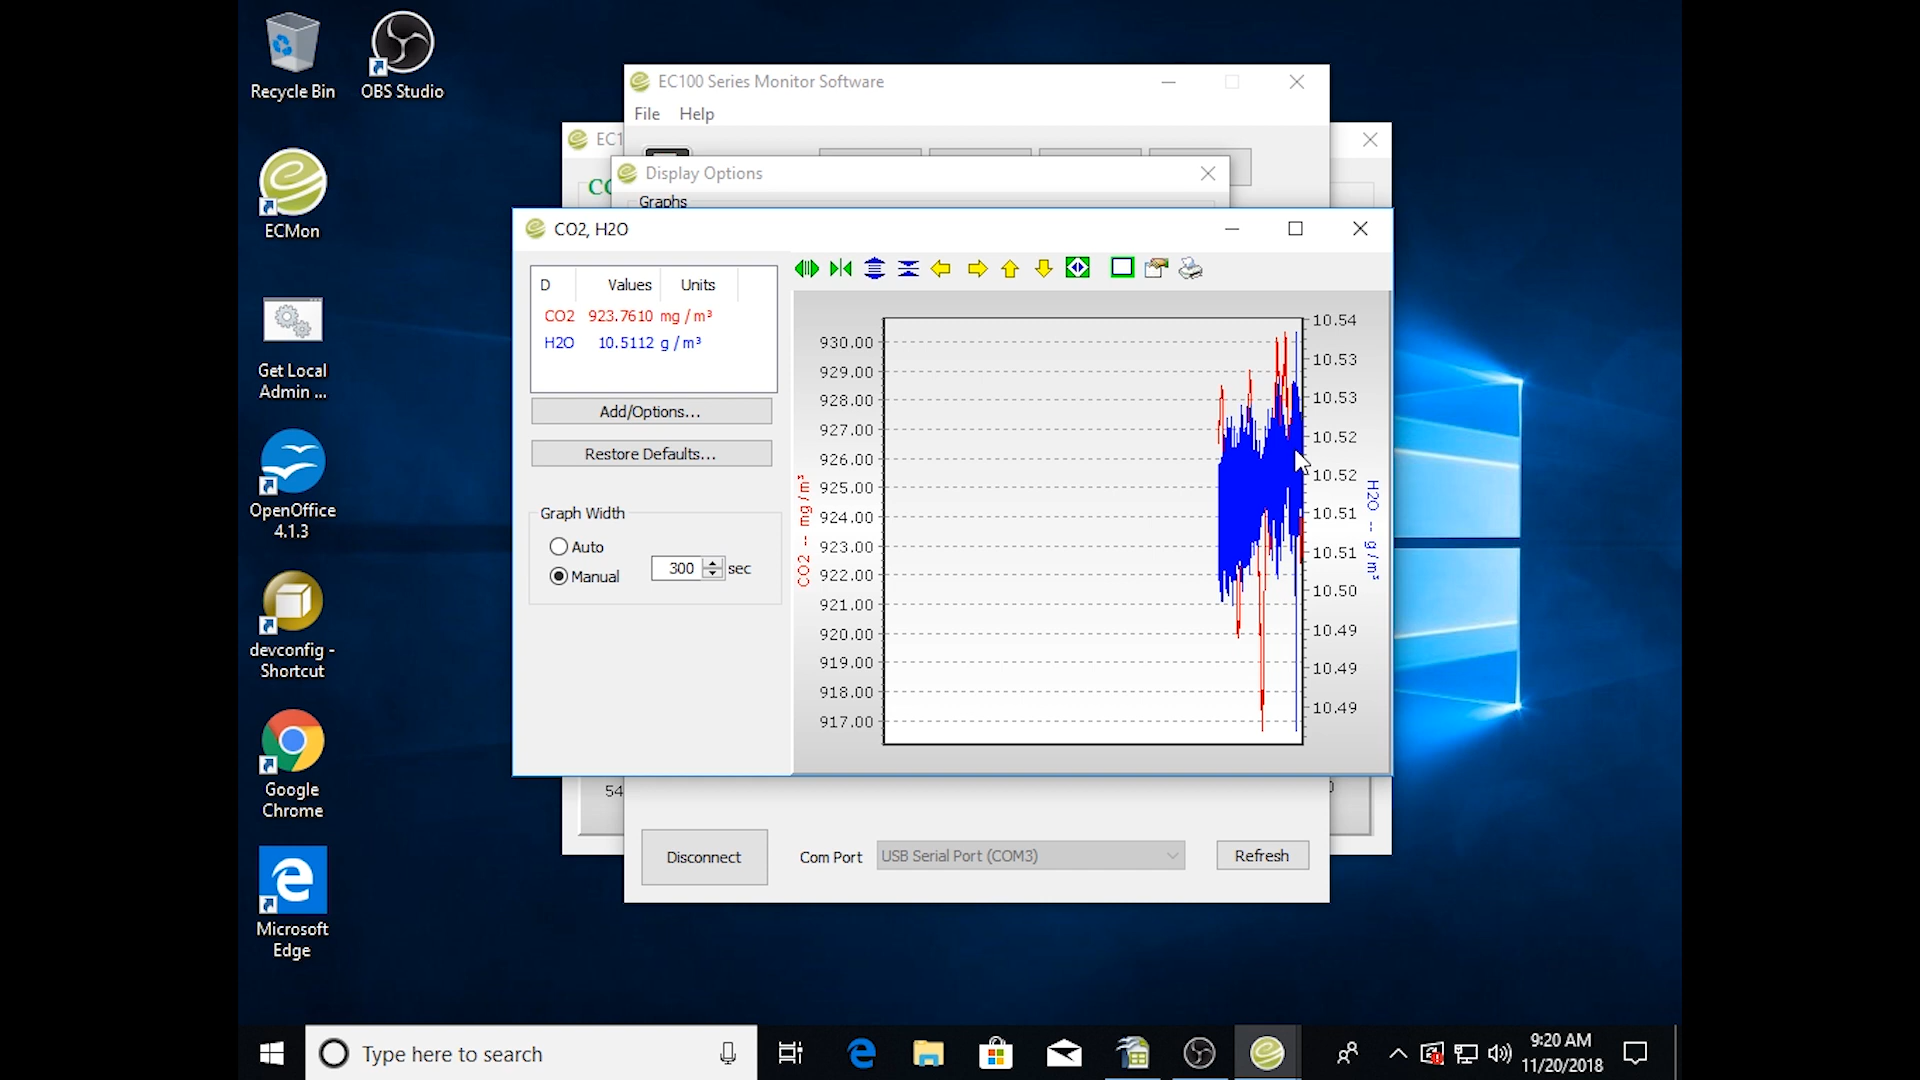 Recycle Bin
OBS Studio
ECMon
Get Local
Admin ...
OpenOffice
4.1.3
devconfig -
Shortcut
Google
Chrome
Microsoft
Edge
EC100 Series Monitor Software
File Help
EC1
CO
Display Options
Graphs
CO2, H2O
D Values Units
CO2 923.7610 mg/m³
H2O 10.5112 g/m³
Add/Options...
Restore Defaults...
Graph Width
Auto
Manual
300 sec
CO2 -- mg/m³
930.00
929.00
928.00
927.00
926.00
925.00
924.00
923.00
922.00
921.00
920.00
919.00
918.00
917.00
10.54
10.53
10.53
10.52
10.52
10.51
10.51
10.50
10.49
10.49
10.49
H2O -- g/m³
54
Disconnect
Com Port
USB Serial Port (COM3)
Refresh
Type here to search
9:20 AM
11/20/2018